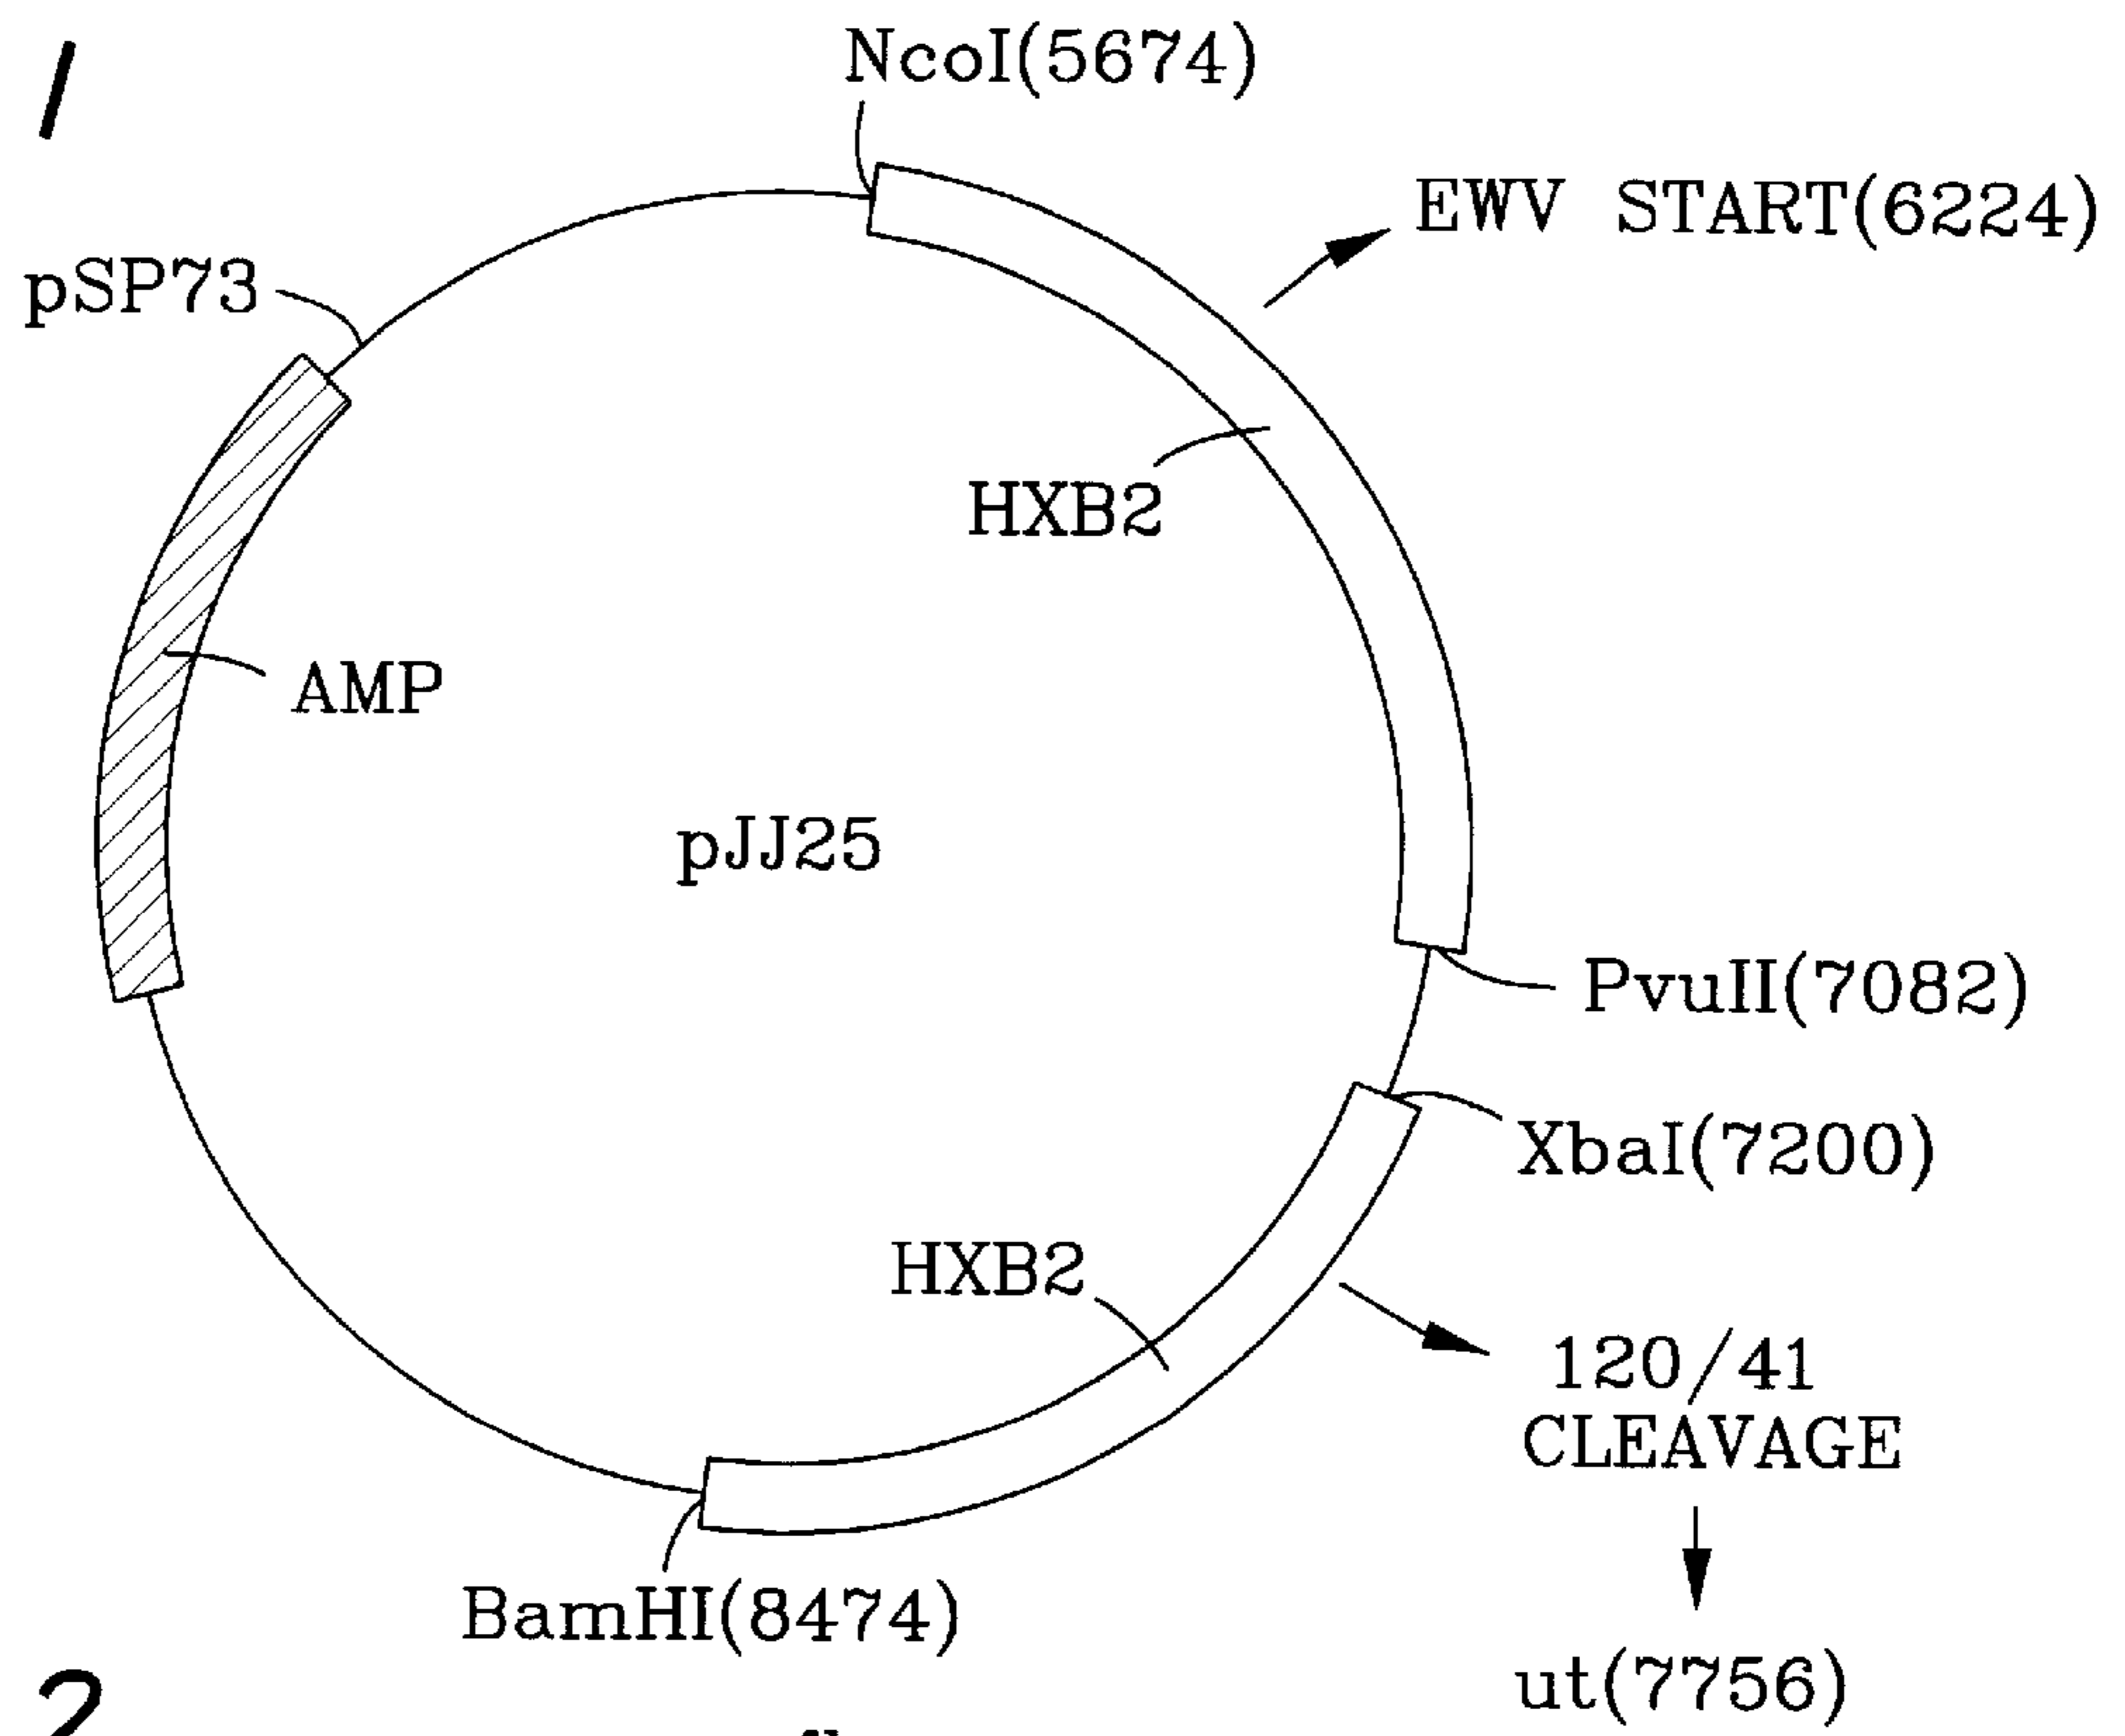 1
NcoI(5674)
EWV START(6224)
pSP73
HXB2
AMP
pJJ25
PvuII(7082)
XbaI(7200)
HXB2
120/41
CLEAVAGE
BamHI(8474)
ut(7756)
2